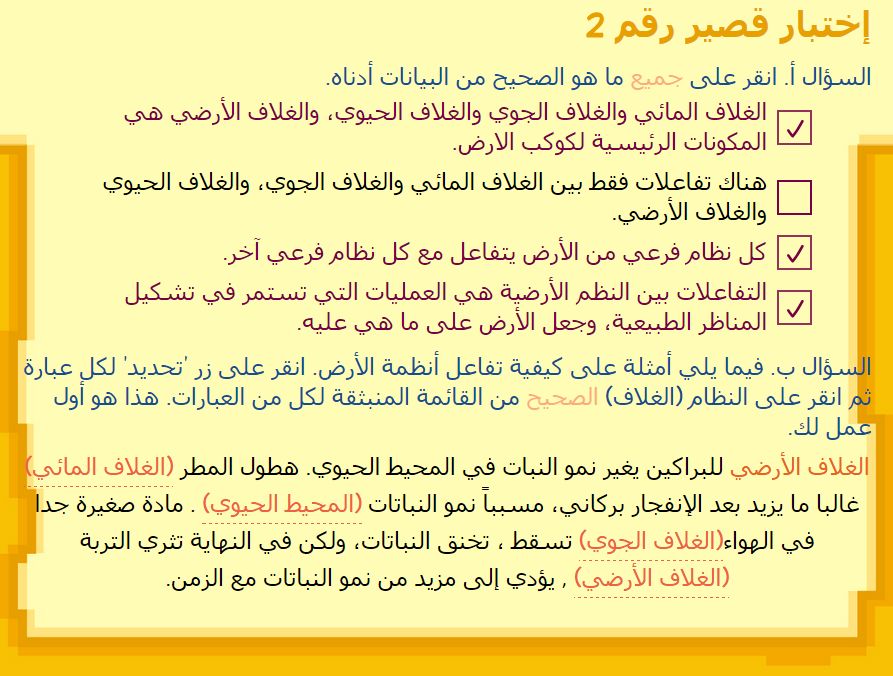 إختبار قصير رقم 2
السؤال أ. انقر على جميع ما هو الصحيح من البيانات أدناه.
الغلاف المائي والغلاف الجوي والغلاف الحيوي، والغلاف الأرضي هي
المكونات الرئيسية لكوكب الارض.
هناك تفاعلات فقط بين الغلاف المائي والغلاف الجوي، والغلاف الحيوي
والغلاف الأرضي.
كل نظام فرعي من الأرض يتفاعل مع كل نظام فرعي آخر.
التفاعلات بين النظم الأرضية هي العمليات التي تستمر في تشكيل
المناظر الطبيعية، وجعل الأرض على ما هي عليه.
السؤال ب. فيما يلي أمثلة على كيفية تفاعل أنظمة الأرض. انقر على زر 'تحديد' لكل عبارة
ثم انقر على النظام (الغلاف) الصحيح من القائمة المنبثقة لكل من العبارات. هذا هو أول
عمل لك.
الغلاف الأرضي للبراكين يغير نمو النبات في المحيط الحيوي. هطول المطر (الغلاف المائي)
غالبا ما يزيد بعد الإنفجار بركاني، مسبباً نمو النباتات (المحيط الحيوي) . مادة صغيرة جدا
في الهواء(الغلاف الجوي) تسقط ، تخنق النباتات، ولكن في النهاية تثري التربة
(الغلاف الأرضي) , يؤدي إلى مزيد من نمو النباتات مع الزمن.